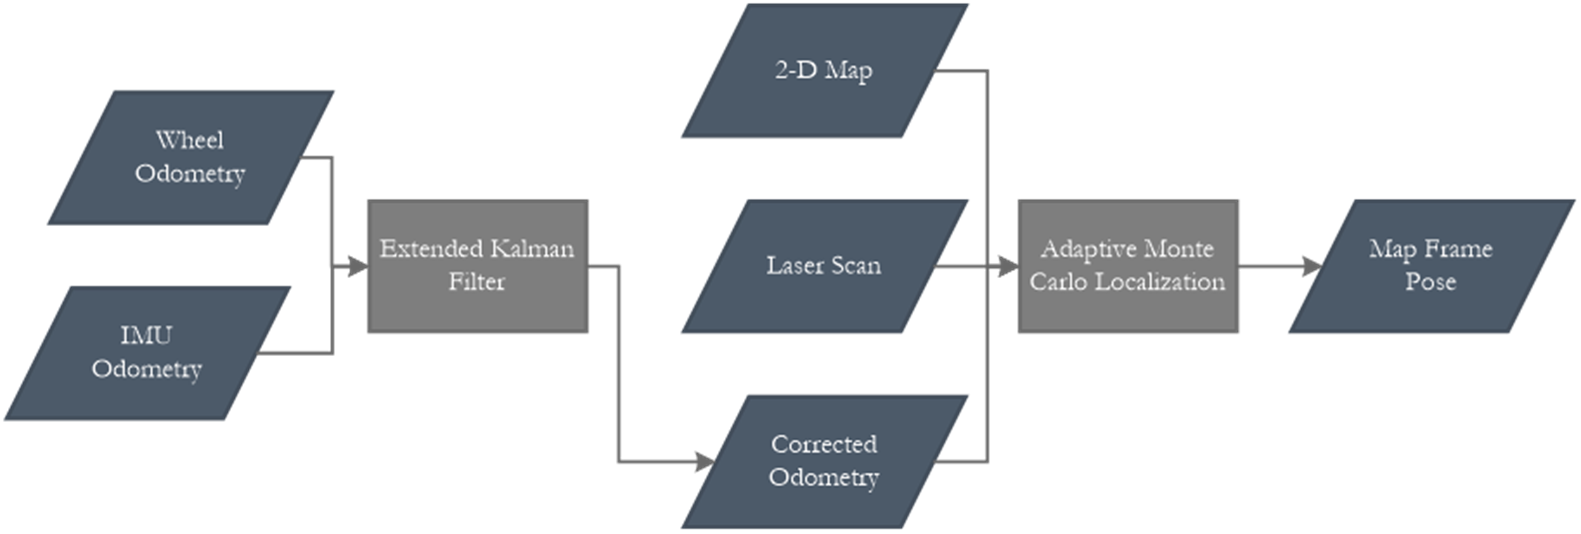 Wheel
Odometry
IMU
Odometry
Extended Kalman
Filter
2-D Map
Laser Scan
Corrected
Odometry
Adaptive Monte
Carlo Localization
Map Frame
Pose